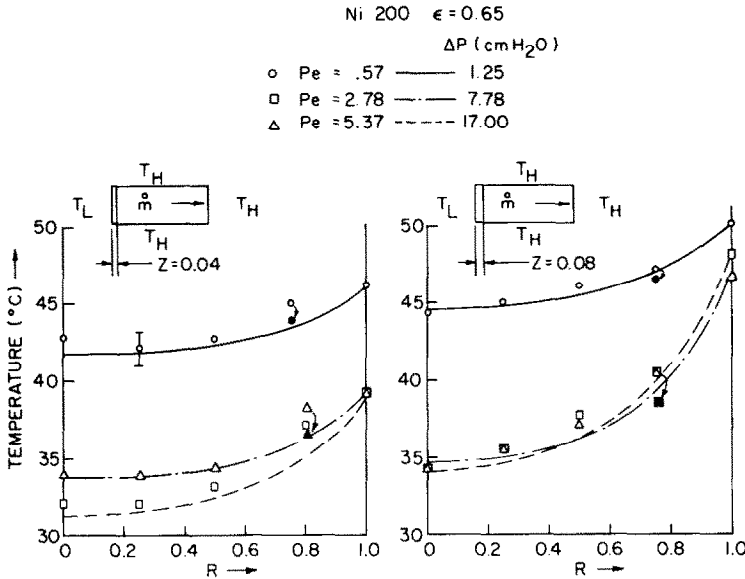 Ni 200 ϵ = 0.65
ΔP (cm H₂O)
Pe = .57 1.25
Pe = 2.78 7.78
Pe = 5.37 17.00
T_H
T_L m̊ T_H
T_H
Z=0.04
TEMPERATURE (°C)
50
45
40
35
30
0 0.2 0.4 0.6 0.8 1.0
R
T_H
T_L m̊ T_H
T_H
Z=0.08
50
45
40
35
30
0 0.2 0.4 0.6 0.8 1.0
R